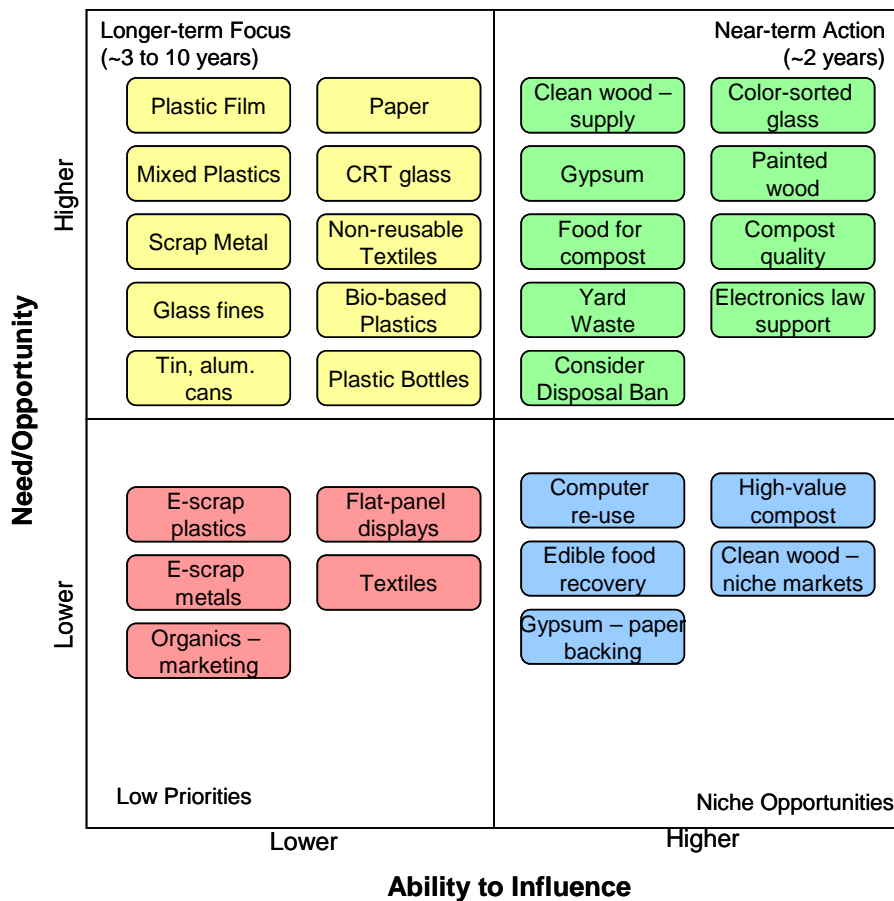 Longer-term Focus
(~3 to 10 years)
Near-term Action
(~2 years)
Plastic Film
Paper
Clean wood –
supply
Color-sorted
glass
Mixed Plastics
CRT glass
Gypsum
Painted
wood
Scrap Metal
Non-reusable
Textiles
Food for
compost
Compost
quality
Glass fines
Bio-based
Plastics
Yard
Waste
Electronics law
support
Tin, alum.
cans
Plastic Bottles
Consider
Disposal Ban
Higher
Need/Opportunity
Lower
E-scrap
plastics
Flat-panel
displays
Computer
re-use
High-value
compost
E-scrap
metals
Textiles
Edible food
recovery
Clean wood –
niche markets
Organics –
marketing
Gypsum – paper
backing
Low Priorities
Niche Opportunities
Lower
Higher
Ability to Influence